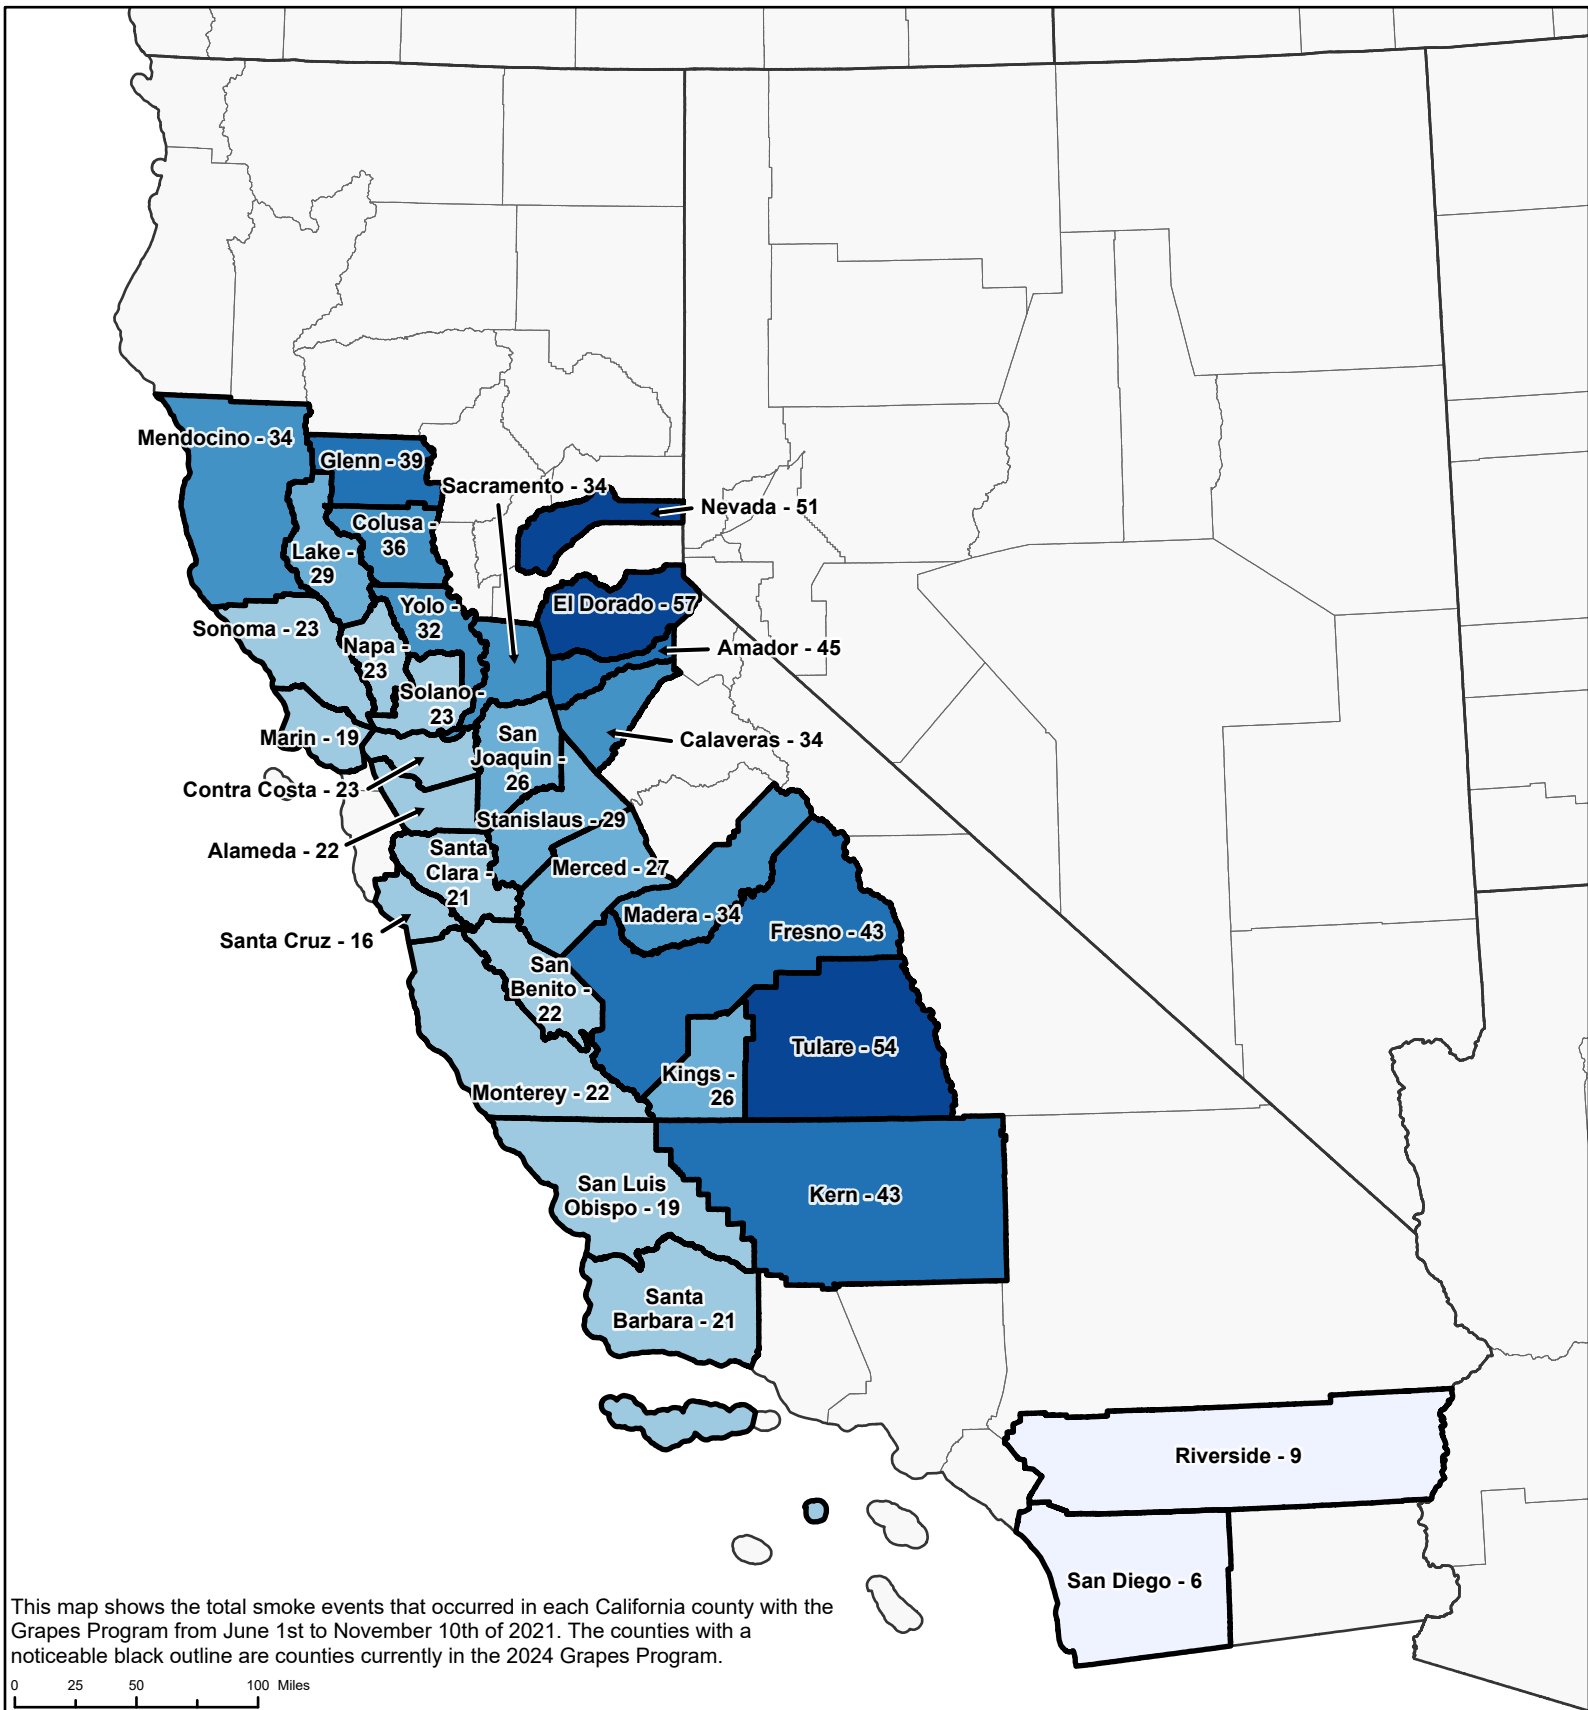 Mendocino - 34
Glenn - 39
Sacramento - 34
Nevada - 51
Colusa -
36
Lake -
29
Yolo -
32
El Dorado - 57
Sonoma - 23
Napa -
23
Amador - 45
Solano -
23
Marin - 19
San
Joaquin -
26
Calaveras - 34
Contra Costa - 23
Stanislaus - 29
Alameda - 22
Santa
Clara -
21
Merced - 27
Madera - 34
Fresno - 43
Santa Cruz - 16
San
Benito -
22
Tulare - 54
Kings -
26
Monterey - 22
San Luis
Obispo - 19
Kern - 43
Santa
Barbara - 21
Riverside - 9
San Diego - 6
This map shows the total smoke events that occurred in each California county with the
Grapes Program from June 1st to November 10th of 2021. The counties with a
noticeable black outline are counties currently in the 2024 Grapes Program.
0 25 50 100 Miles